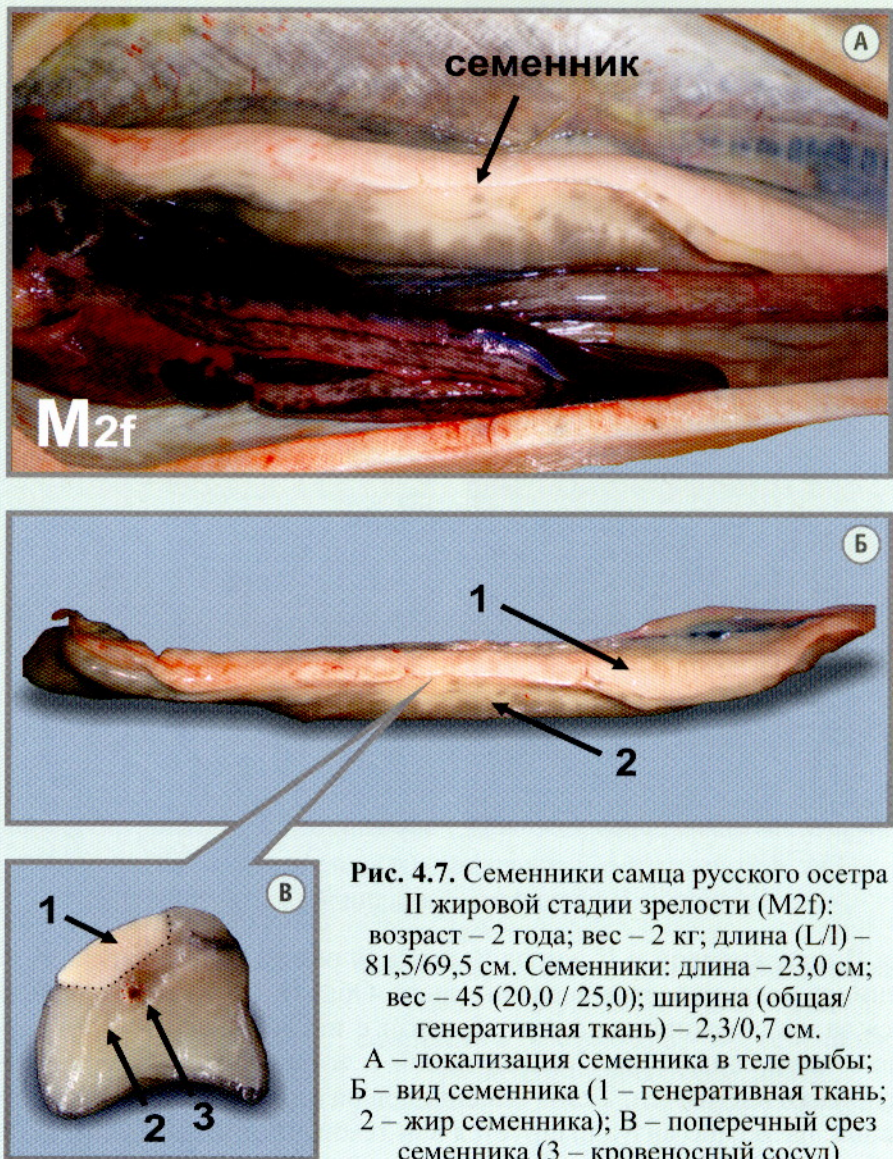 А
семенник
М2f
Б
1
2
В
1
2
3
Рис. 4.7. Семенники самца русского осетра
II жировой стадии зрелости (М2f):
возраст – 2 года; вес – 2 кг; длина (L/l) –
81,5/69,5 см. Семенники: длина – 23,0 см;
вес – 45 (20,0 / 25,0); ширина (общая/
генеративная ткань) – 2,3/0,7 см.
А – локализация семенника в теле рыбы;
Б – вид семенника (1 – генеративная ткань;
2 – жир семенника); В – поперечный срез
семенника (3 – кровеносный сосуд)